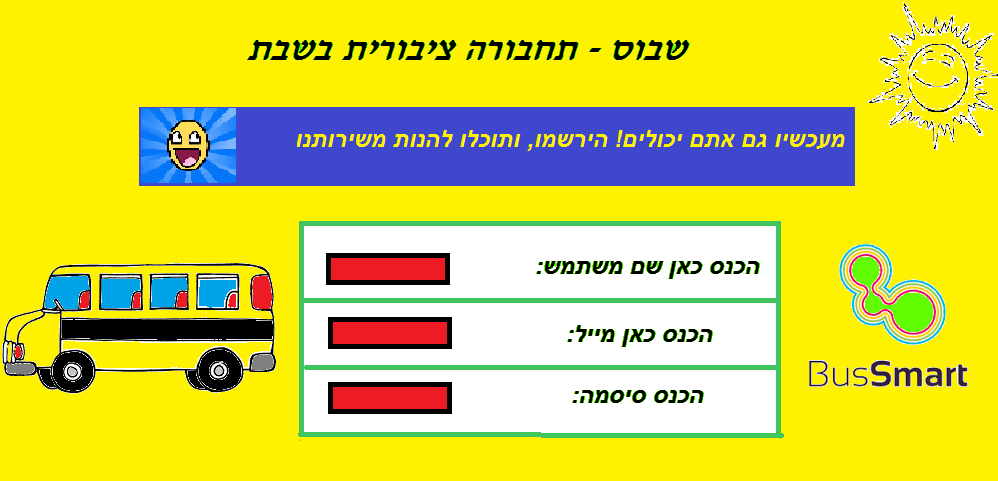 שבוס - תחבורה ציבורית בשבת
מעכשיו גם אתם יכולים! הירשמו, ותוכלו להנות משירותנו
הכנס כאן שם משתמש:
הכנס כאן מייל:
הכנס סיסמה:
BusSmart